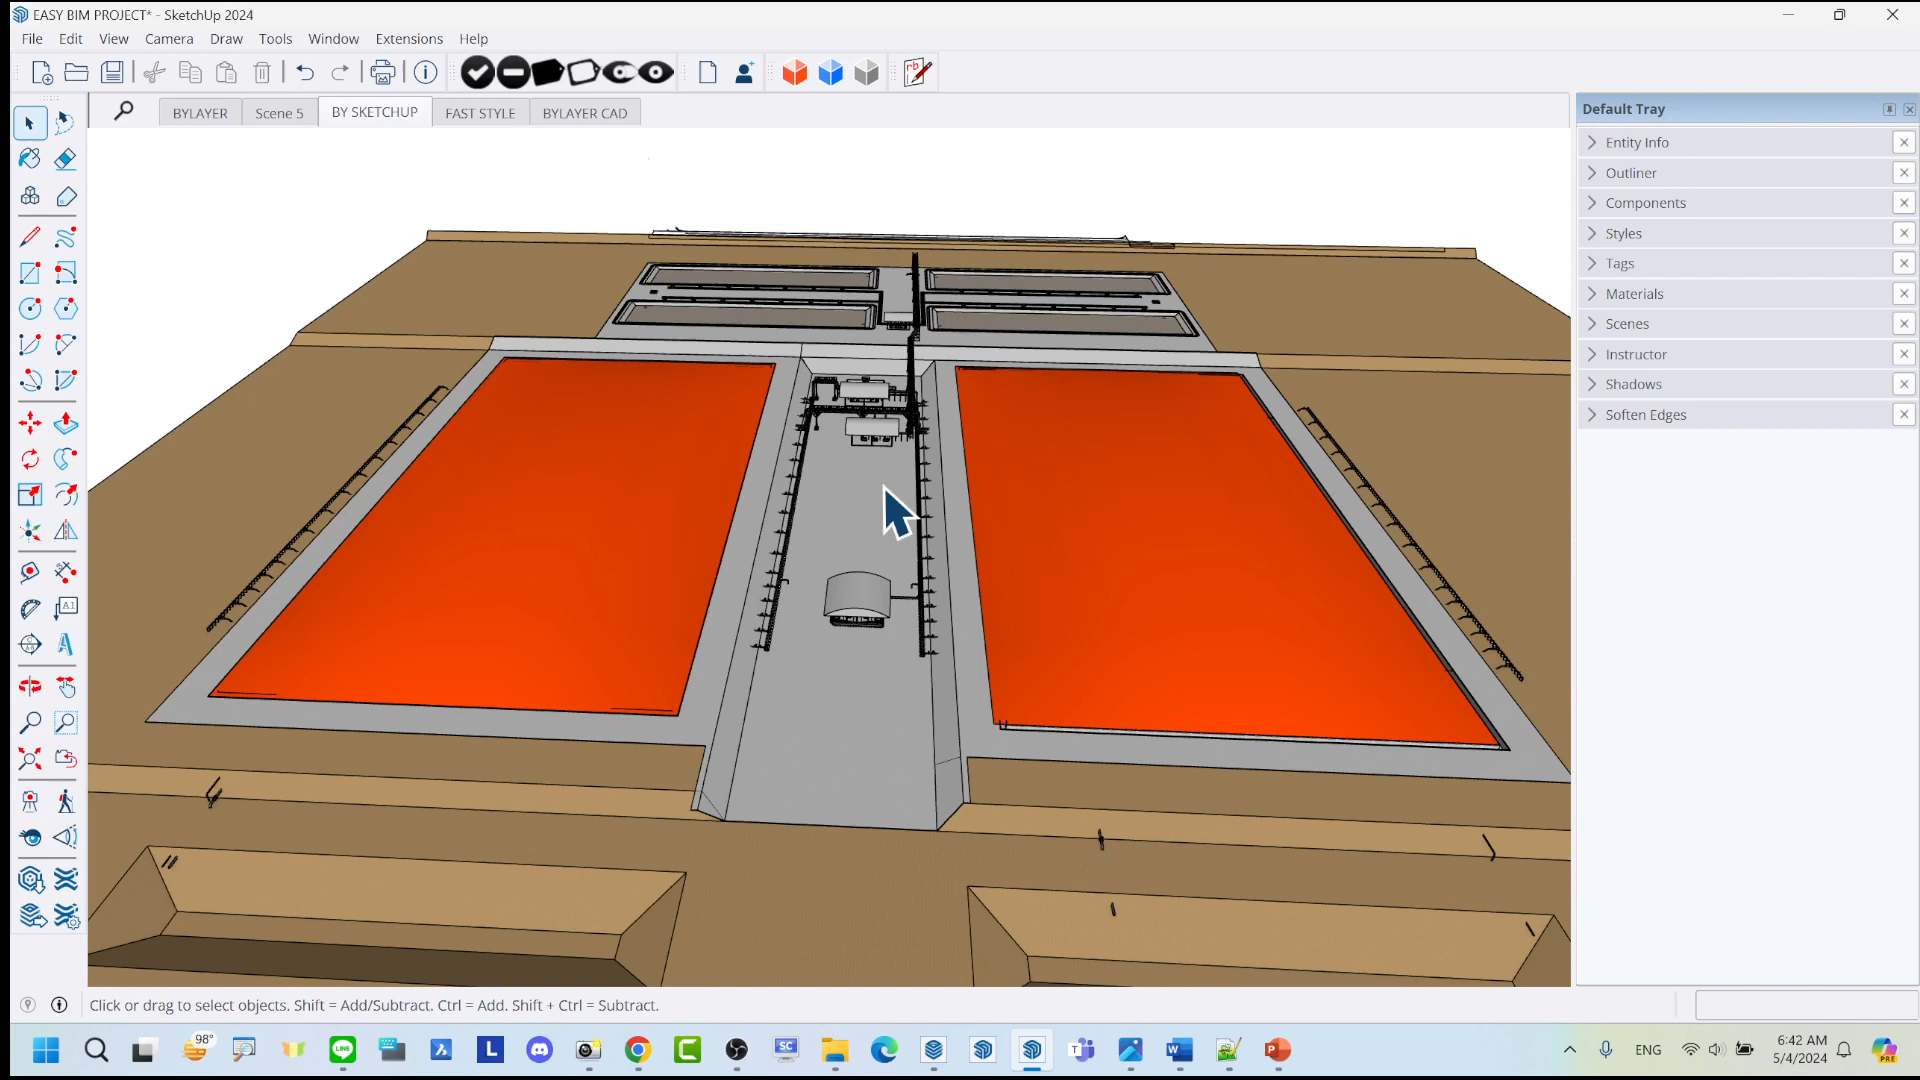 EASY BIM PROJECT* - SketchUp 2024
File Edit View Camera Draw Tools Window Extensions Help
BYLAYER Scene 5 BY SKETCHUP FAST STYLE BYLAYER CAD
Default Tray
Entity Info
Outliner
Components
Styles
Tags
Materials
Scenes
Instructor
Shadows
Soften Edges
Click or drag to select objects. Shift = Add/Subtract. Ctrl = Add. Shift + Ctrl = Subtract.
98°
ENG
6:42 AM
5/4/2024